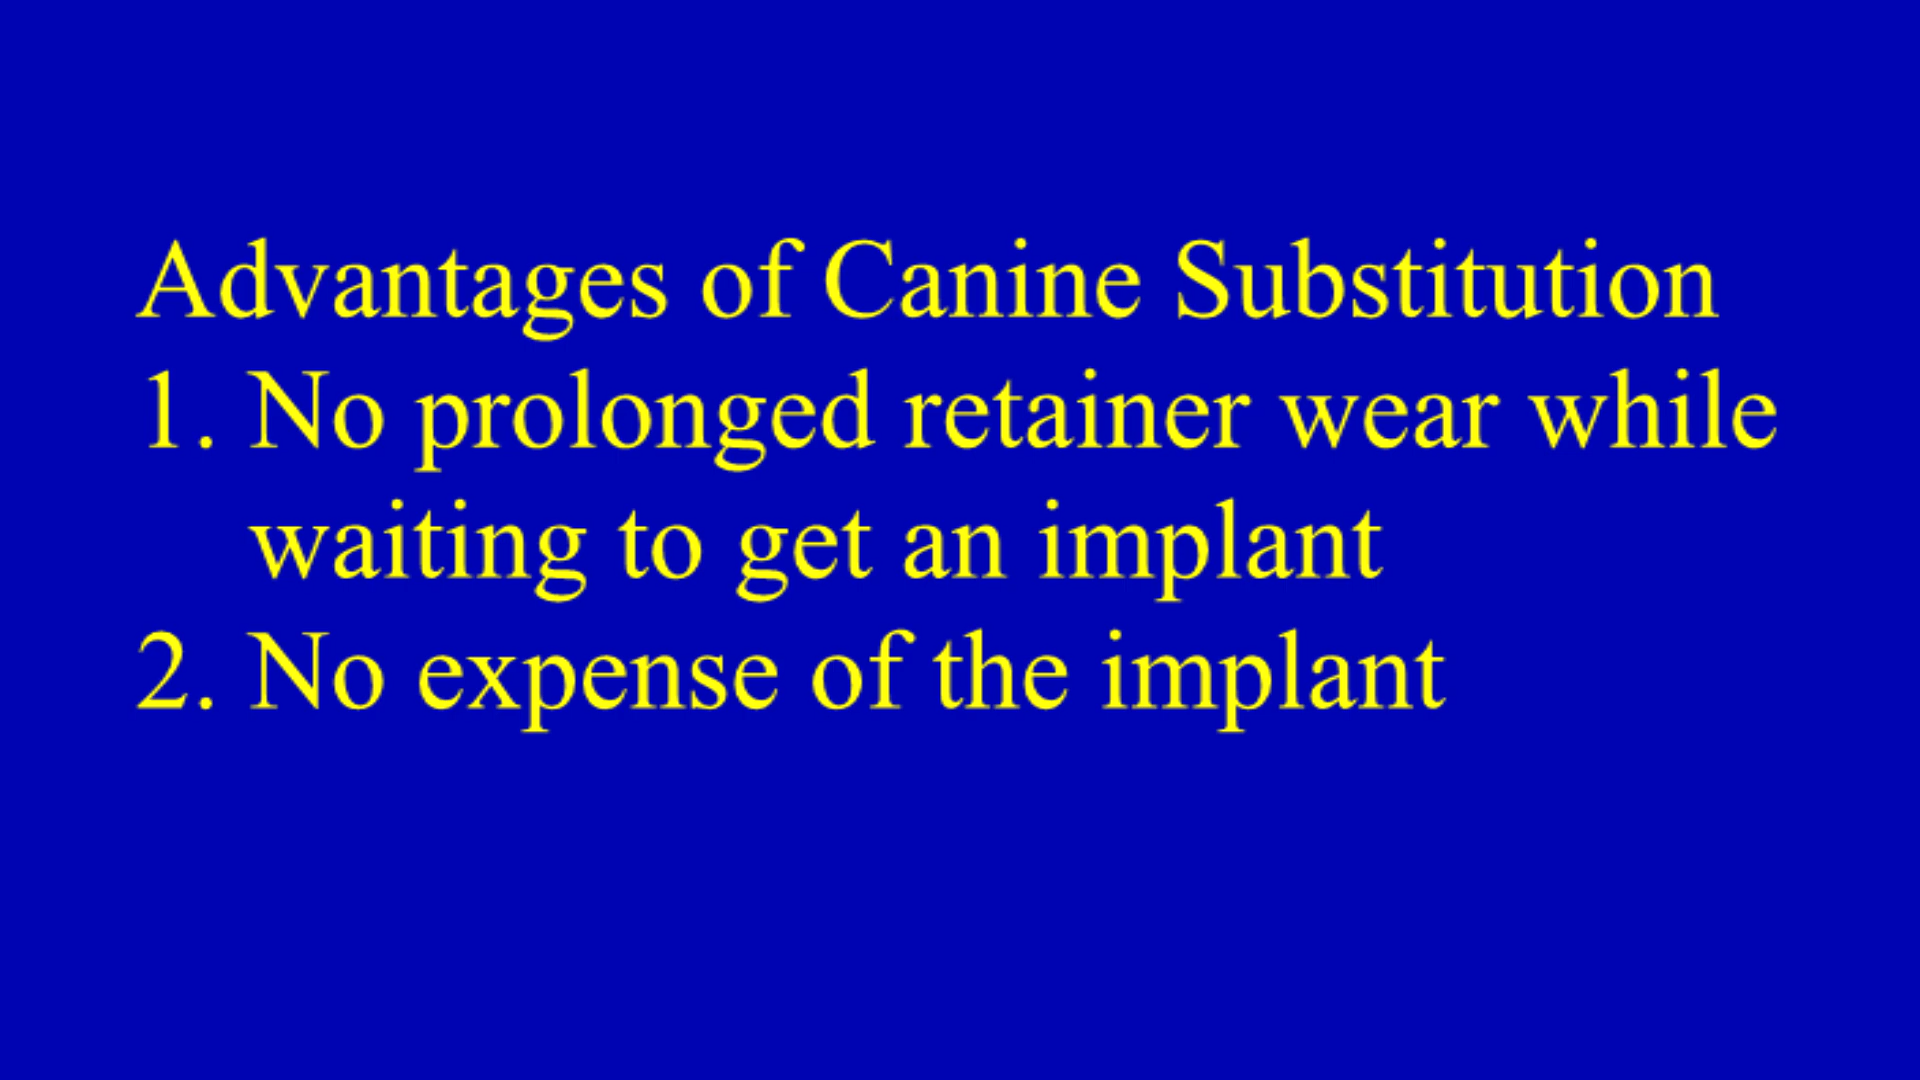 Advantages of Canine Substitution
1. No prolonged retainer wear while
waiting to get an implant
2. No expense of the implant